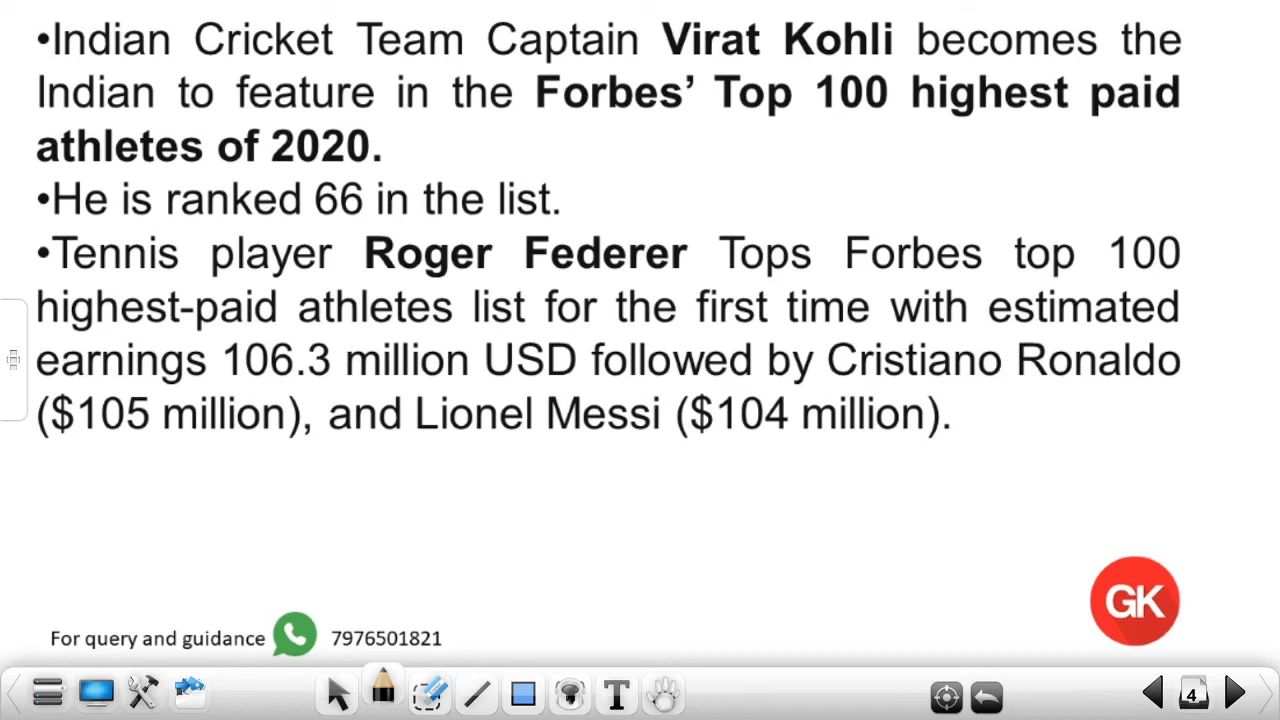 •Indian Cricket Team Captain Virat Kohli becomes the
Indian to feature in the Forbes’ Top 100 highest paid
athletes of 2020.
•He is ranked 66 in the list.
•Tennis player Roger Federer Tops Forbes top 100
highest-paid athletes list for the first time with estimated
earnings 106.3 million USD followed by Cristiano Ronaldo
($105 million), and Lionel Messi ($104 million).
GK
For query and guidance 7976501821
T
4